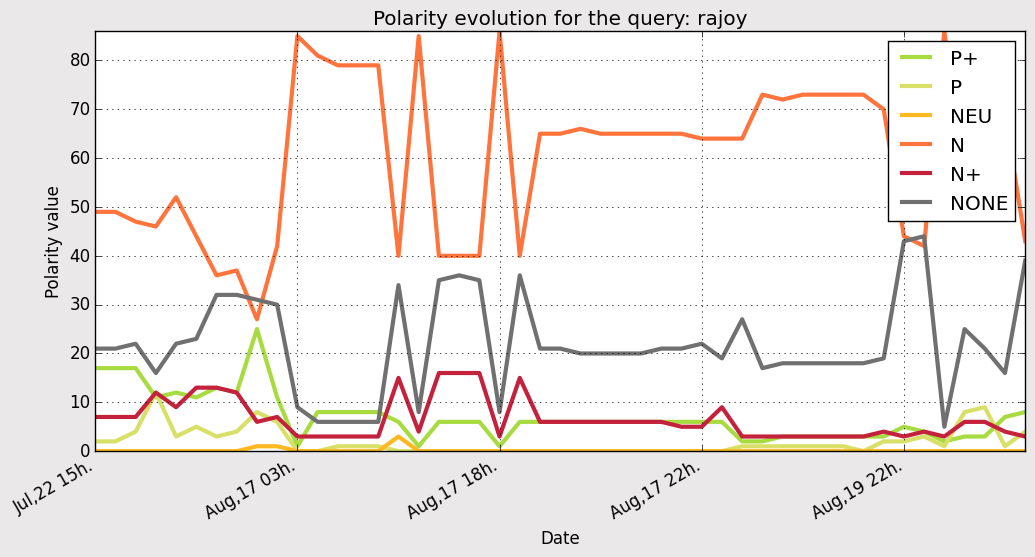 Polarity evolution for the query: rajoy
Polarity value
80
70
60
50
40
30
20
10
0
P+
P
NEU
N
N+
NONE
Jul,22 15h.
Aug,17 03h.
Aug,17 18h.
Aug,17 22h.
Aug,19 22h.
Date